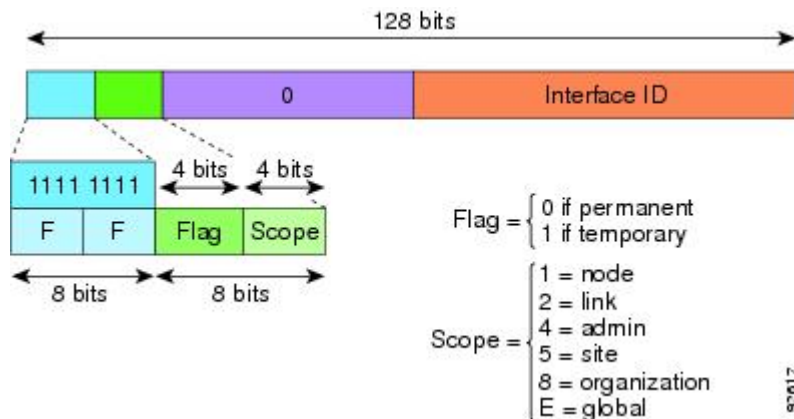 128 bits
0 Interface ID
4 bits 4 bits
1111 1111
F F Flag Scope
8 bits 8 bits
Flag = 0 if permanent
1 if temporary
Scope = 1 = node
2 = link
4 = admin
5 = site
8 = organization
E = global